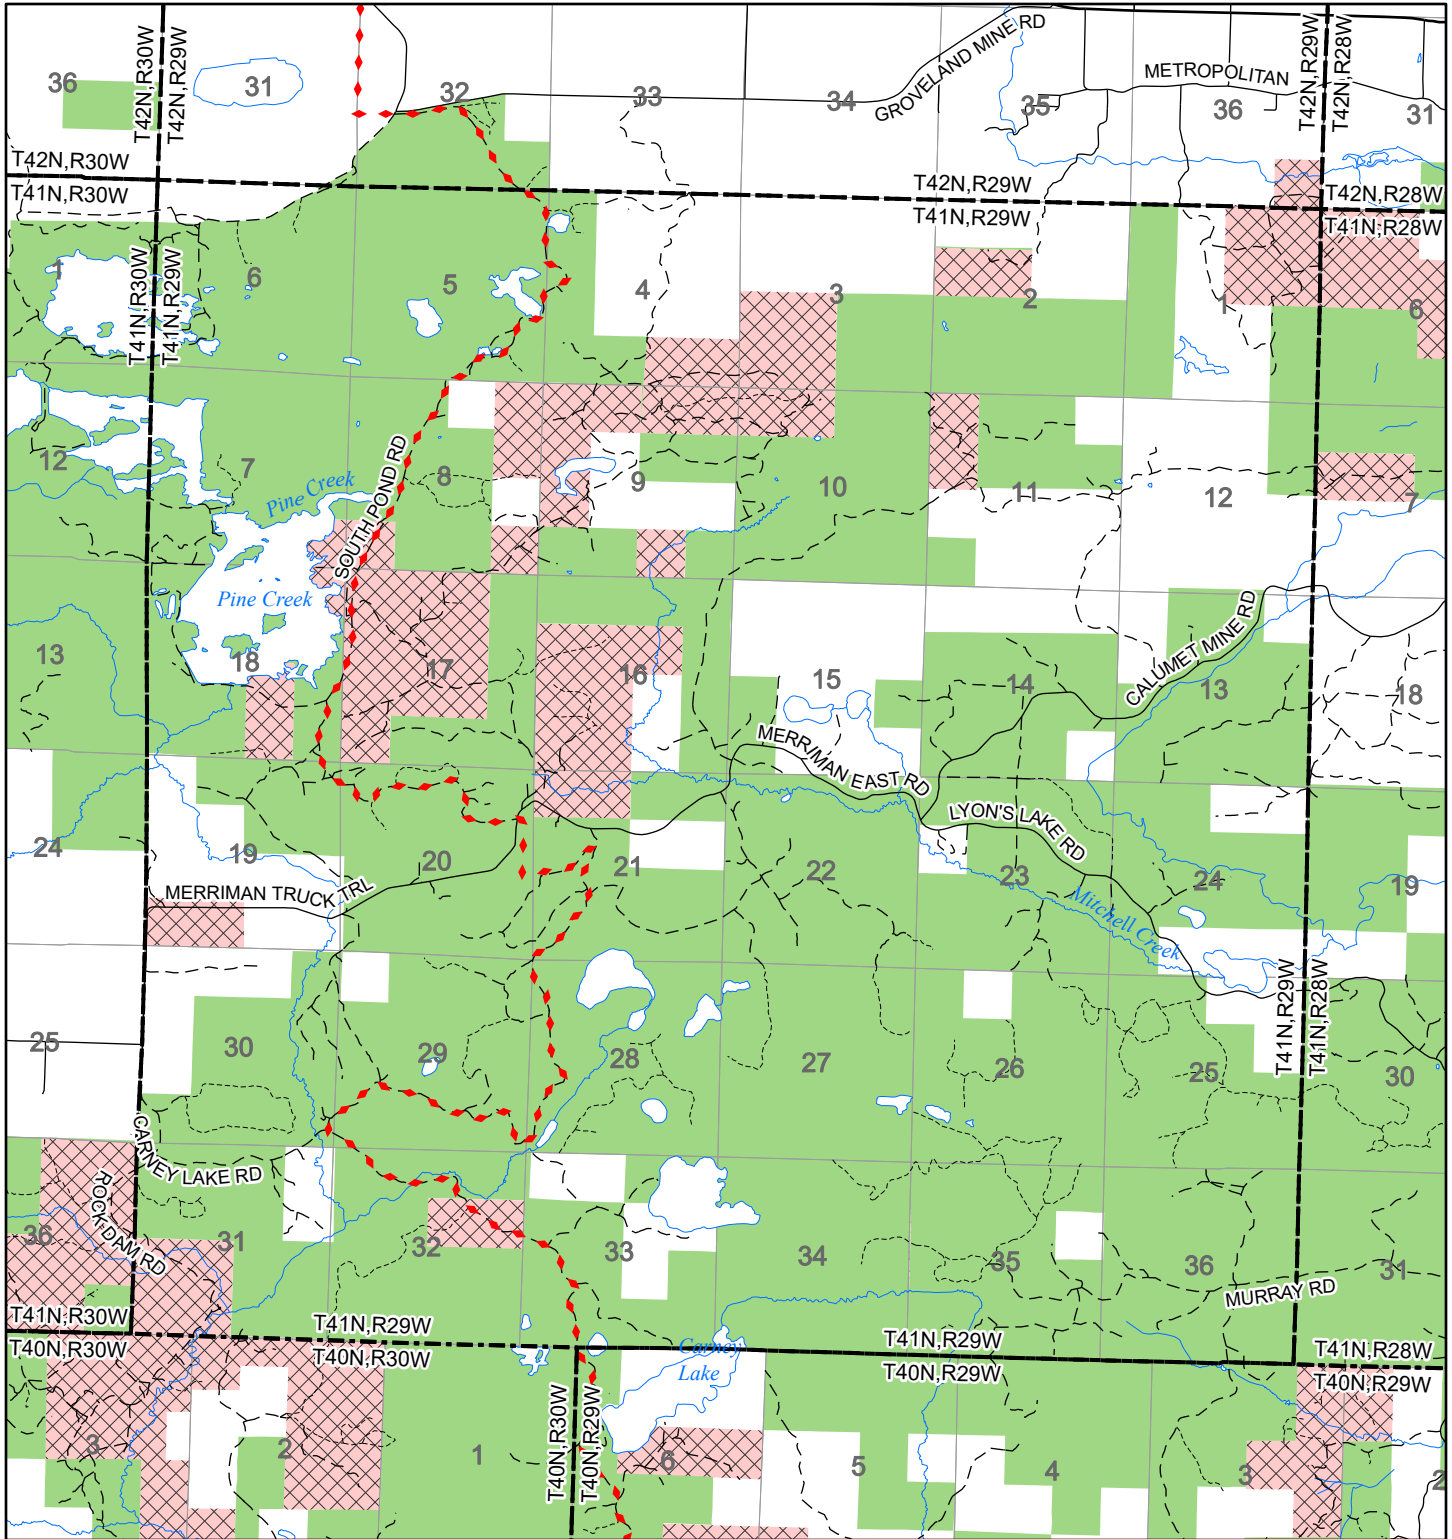 GROVELAND MINE RD
METROPOLITAN
T42N,R30W
T42N,R29W
T42N,R29W
T42N,R28W
36
31
32
33
34
35
36
31
T42N,R30W
T41N,R30W
T42N,R29W
T41N,R29W
T42N,R28W
T41N,R28W
T41N,R30W
T41N,R29W
1
6
5
4
3
2
1
6
12
7
8
9
10
11
12
7
Pine Creek
SOUTH POND RD
Pine Creek
CALUMET MINE RD
13
18
17
16
15
14
13
18
MERRIMAN EAST RD
LYON'S LAKE RD
24
19
20
21
22
23
24
19
MERRIMAN TRUCK TRL
Mitchell Creek
T41N,R29W
T41N,R28W
25
30
29
28
27
26
25
30
CARNEY LAKE RD
ROCK DAM RD
36
31
32
33
34
35
36
31
MURRAY RD
T41N,R30W
T40N,R30W
T41N,R29W
T40N,R30W
T41N,R29W
T40N,R29W
T41N,R28W
T40N,R29W
Carney
Lake
T40N,R30W
T40N,R29W
3
2
1
6
5
4
3
2